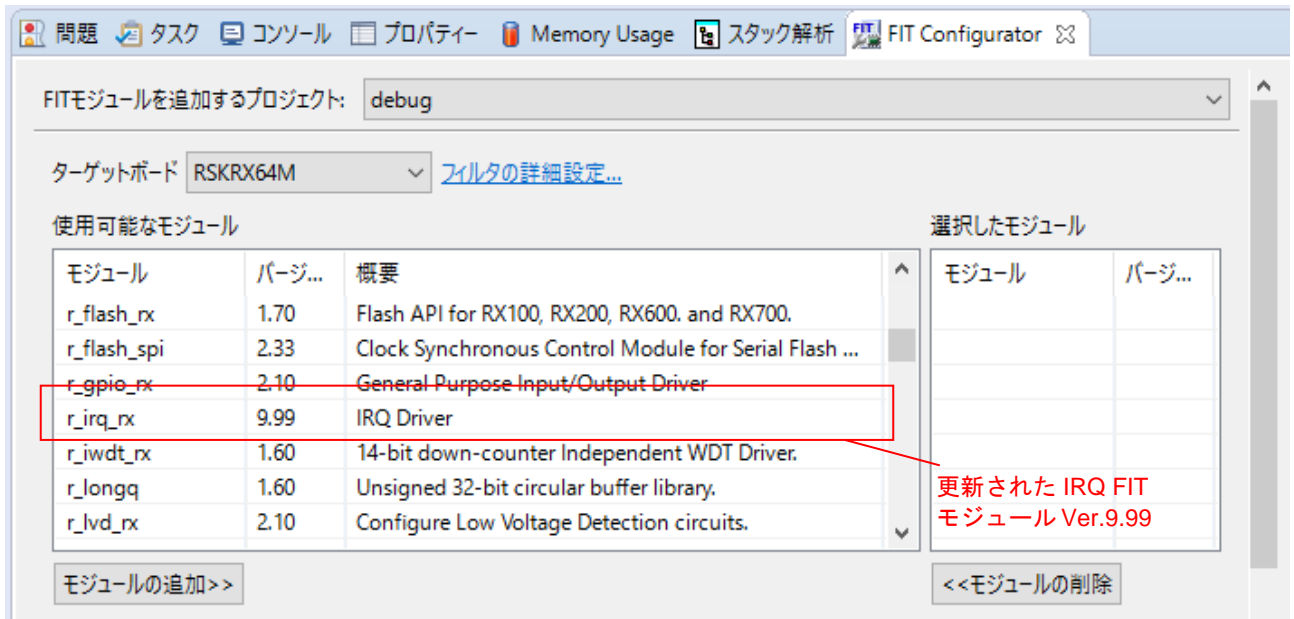 問題 タスク コンソール プロパティー Memory Usage スタック解析 FIT FIT Configurator
FITモジュールを追加するプロジェクト: debug
ターゲットボード RSKRX64M フィルタの詳細設定...
使用可能なモジュール 選択したモジュール
モジュール バージ... 概要 モジュール バージ...
r_flash_rx 1.70 Flash API for RX100, RX200, RX600. and RX700.
r_flash_spi 2.33 Clock Synchronous Control Module for Serial Flash ...
r_gpio_rx 2.10 General Purpose Input/Output Driver
r_irq_rx 9.99 IRQ Driver
r_iwdt_rx 1.60 14-bit down-counter Independent WDT Driver.
r_longq 1.60 Unsigned 32-bit circular buffer library.
r_lvd_rx 2.10 Configure Low Voltage Detection circuits.
更新された IRQ FIT
モジュール Ver.9.99
モジュールの追加>> <<モジュールの削除